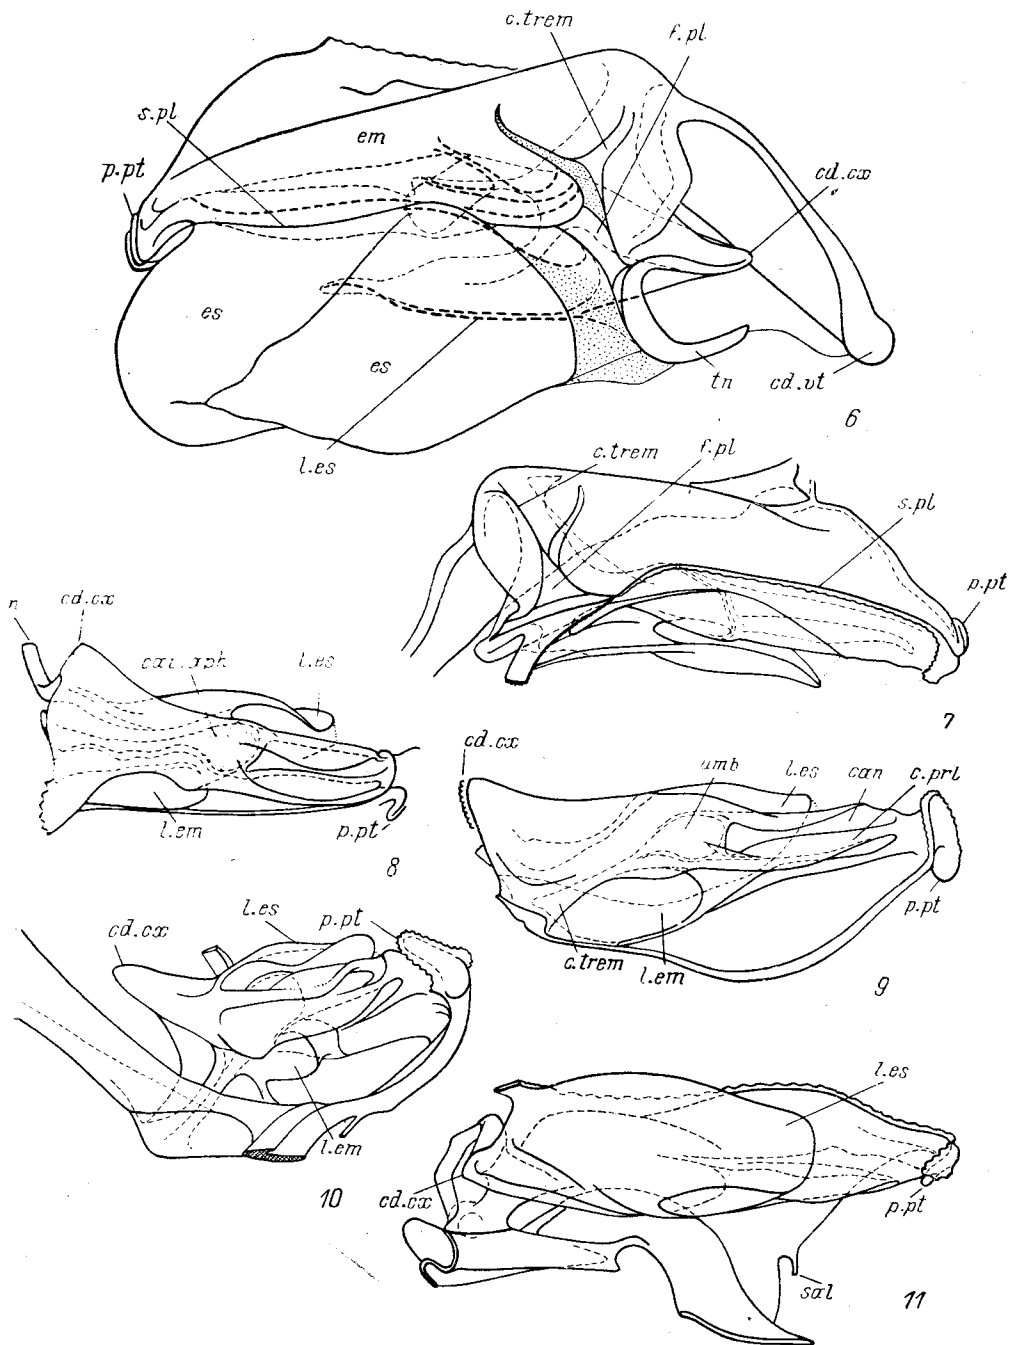 c.trem
f.pl
s.pl
em
p.pt
cd.cx
es
es
tn
cd.vt
6
l.es
c.trem
f.pl
s.pl
p.pt
7
n
cd.cx
l.es
l.em
p.pt
8
cd.cx
umb
l.es
can
c.prl
p.pt
c.trem
l.em
9
l.es
p.pt
cd.cx
l.em
10
l.es
cd.cx
p.pt
sal
11